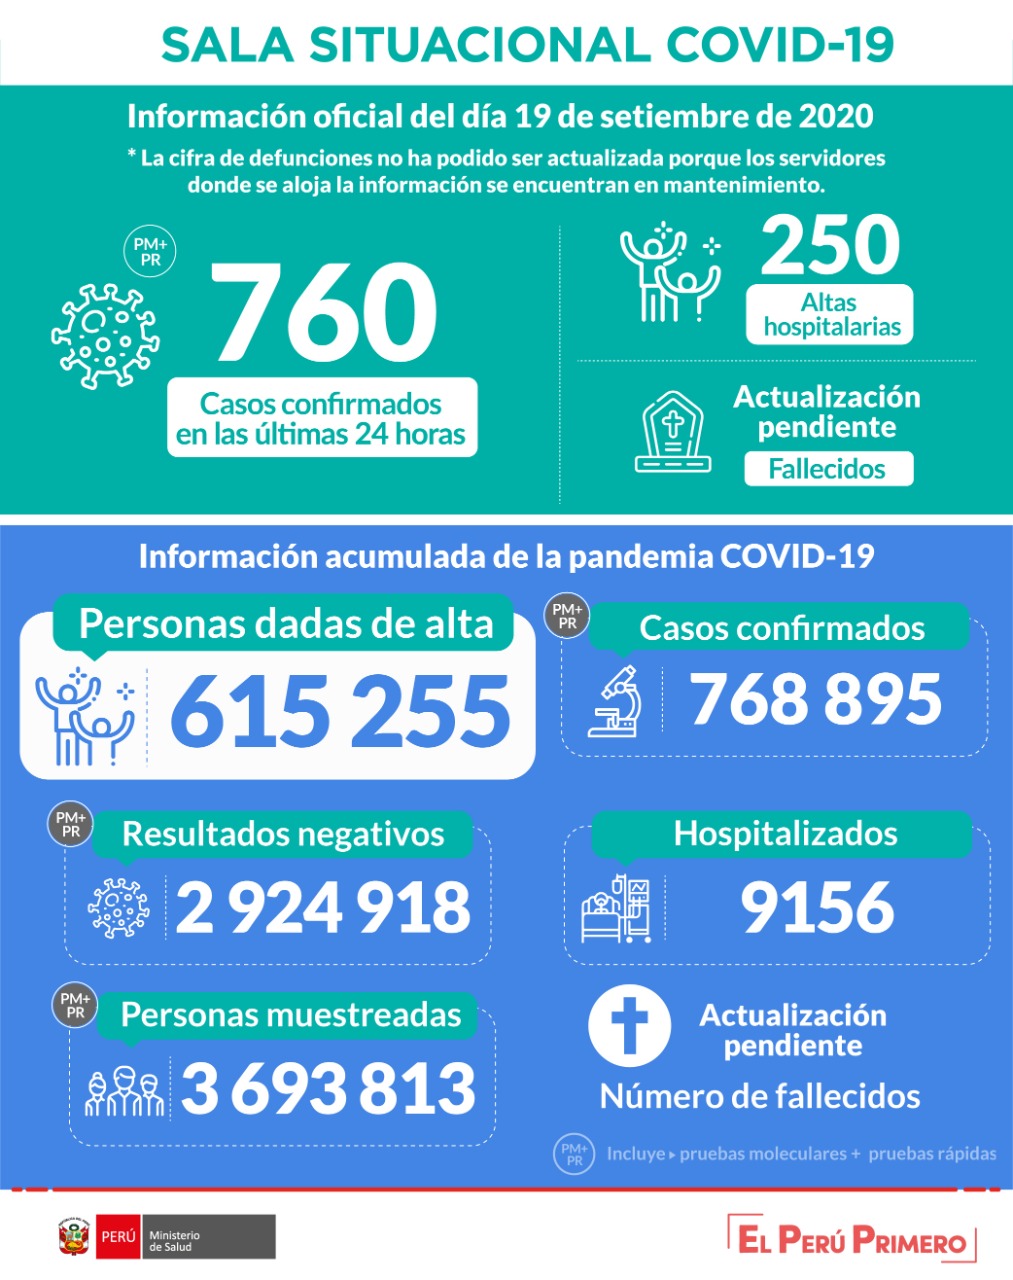 SALA SITUACIONAL COVID-19
Información oficial del día 19 de setiembre de 2020
* La cifra de defunciones no ha podido ser actualizada porque los servidores
donde se aloja la información se encuentran en mantenimiento.
PM+
PR
760
Casos confirmados
en las últimas 24 horas
250
Altas
hospitalarias
Actualización
pendiente
Fallecidos
Información acumulada de la pandemia COVID-19
Personas dadas de alta
615 255
PM+
PR
Casos confirmados
768 895
PM+
PR
Resultados negativos
2 924 918
Hospitalizados
9156
PM+
PR
Personas muestreadas
3 693 813
Actualización
pendiente
Número de fallecidos
PM+
PR
Incluye ▸ pruebas moleculares + pruebas rápidas
PERÚ
Ministerio
de Salud
EL PERÚ PRIMERO